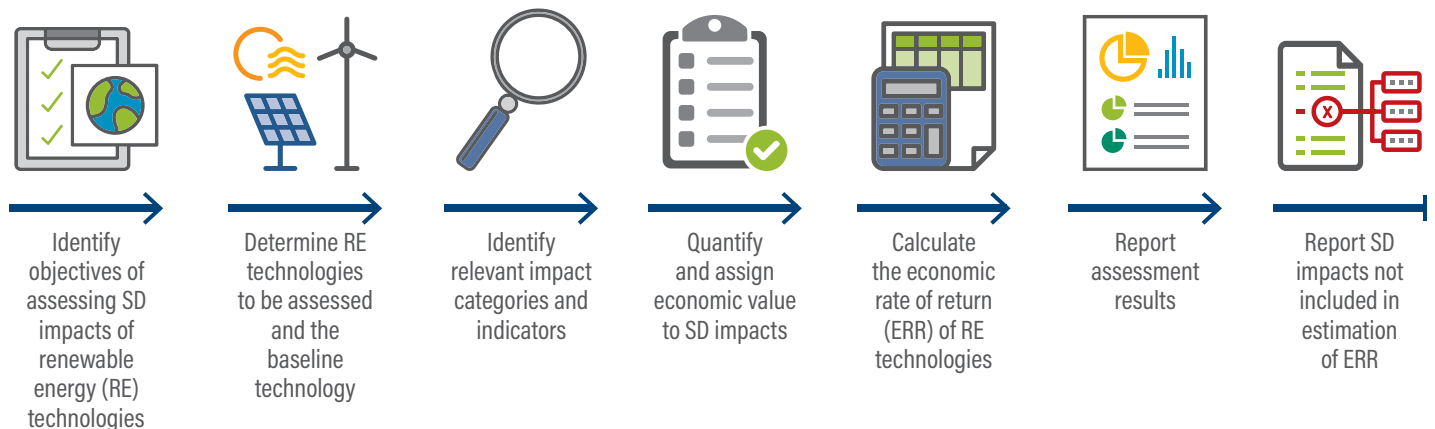 Identify
objectives of
assessing SD
impacts of
renewable
energy (RE)
technologies
Determine RE
technologies
to be assessed
and the
baseline
technology
Identify
relevant impact
categories and
indicators
Quantify
and assign
economic value
to SD impacts
Calculate
the economic
rate of return
(ERR) of RE
technologies
Report
assessment
results
X
Report SD
impacts not
included in
estimation
of ERR